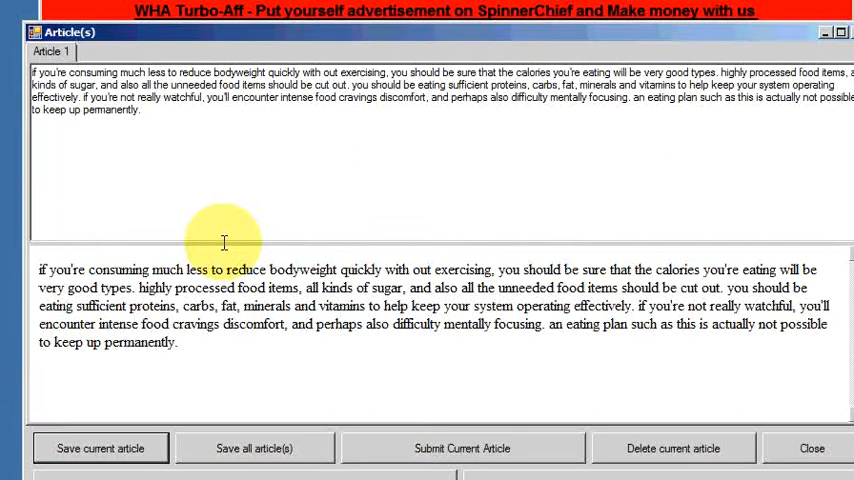 WHA Turbo-Aff - Put yourself advertisement on SpinnerChief and Make money with us
Article(s)
Article 1
if you're consuming much less to reduce bodyweight quickly with out exercising, you should be sure that the calories you're eating will be very good types. highly processed food items, a
kinds of sugar, and also all the unneeded food items should be cut out. you should be eating sufficient proteins, carbs, fat, minerals and vitamins to help keep your system operating
effectively. if you're not really watchful, you'll encounter intense food cravings discomfort, and perhaps also difficulty mentally focusing. an eating plan such as this is actually not possible
to keep up permanently.
if you're consuming much less to reduce bodyweight quickly with out exercising, you should be sure that the calories you're eating will be
very good types. highly processed food items, all kinds of sugar, and also all the unneeded food items should be cut out. you should be
eating sufficient proteins, carbs, fat, minerals and vitamins to help keep your system operating effectively. if you're not really watchful, you'll
encounter intense food cravings discomfort, and perhaps also difficulty mentally focusing. an eating plan such as this is actually not possible
to keep up permanently.
Save current article
Save all article(s)
Submit Current Article
Delete current article
Close